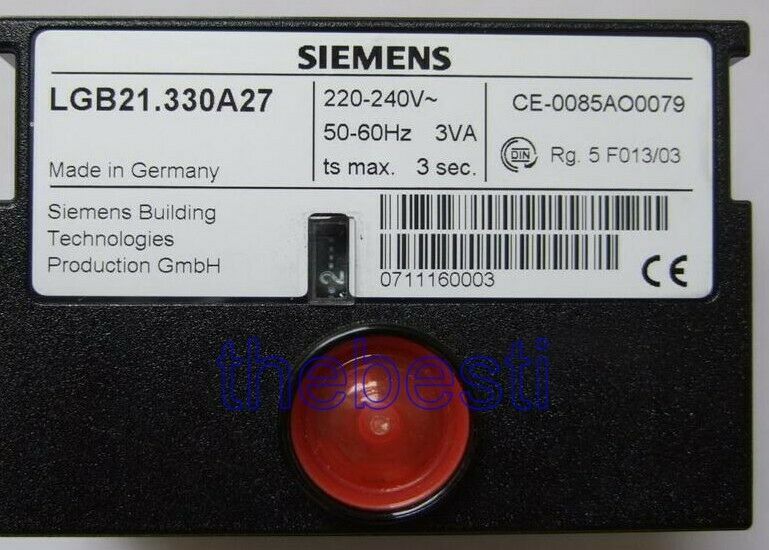 SIEMENS
LGB21.330A27
220-240V~
50-60Hz 3VA
ts max. 3 sec.
CE-0085AO0079
DIN Rg. 5 F013/03
Made in Germany
Siemens Building
Technologies
Production GmbH
2
0711160003
CE
thebesti